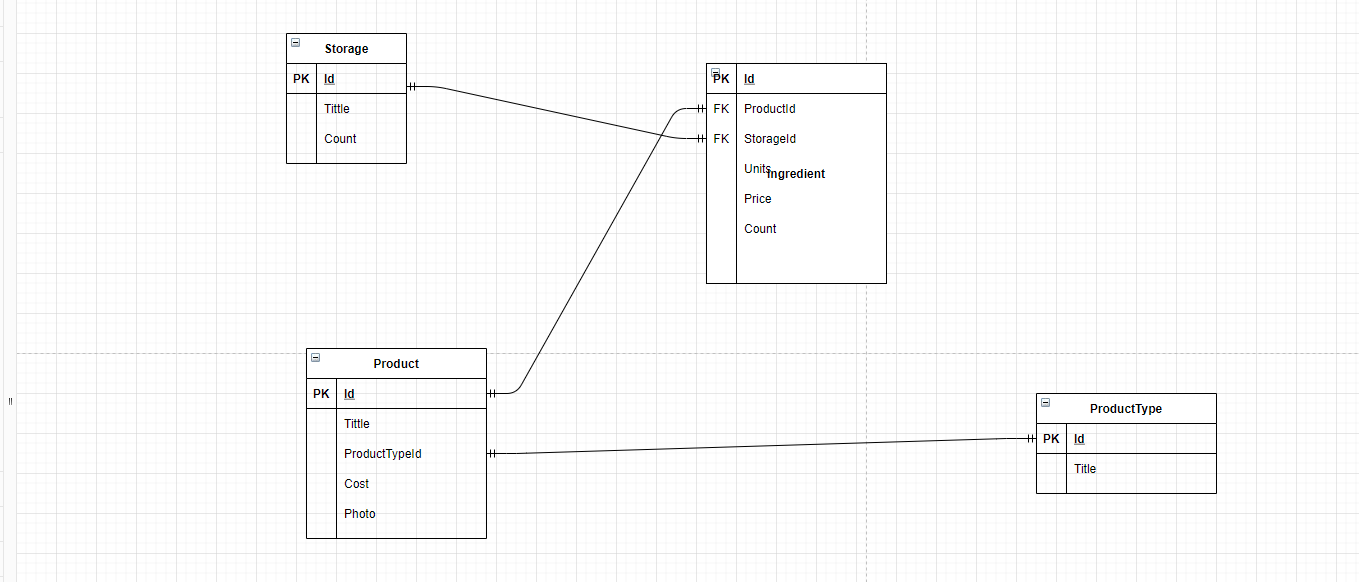 Storage
PK Id
Tittle
Count
PK Id
FK ProductId
FK StorageId
Units
Ingredient
Price
Count
Product
PK Id
Tittle
ProductTypeId
Cost
Photo
ProductType
PK Id
Title